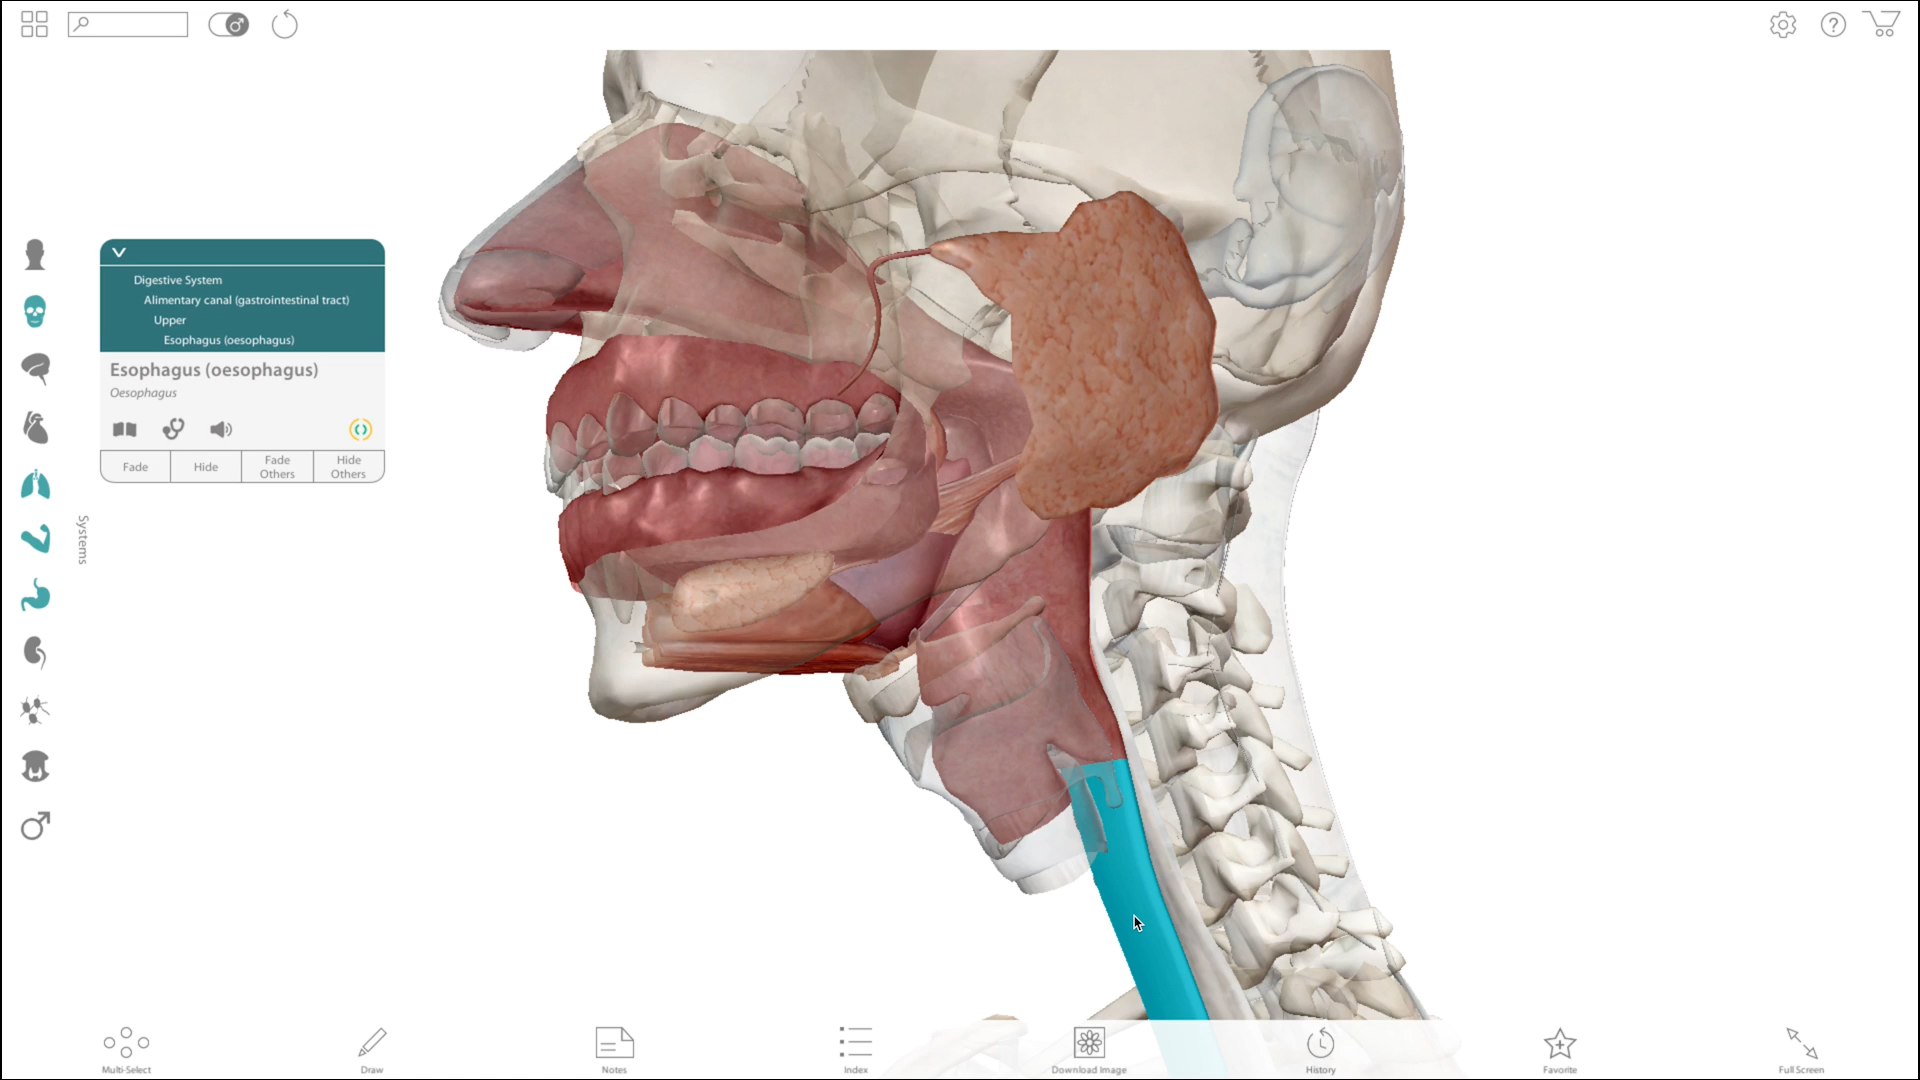 Digestive System
Alimentary canal (gastrointestinal tract)
Upper
Esophagus (oesophagus)
Esophagus (oesophagus)
Oesophagus
Fade
Hide
Fade
Others
Hide
Others
Systems
Multi-Select
Draw
Notes
Index
Download Image
History
Favorite
Full Screen